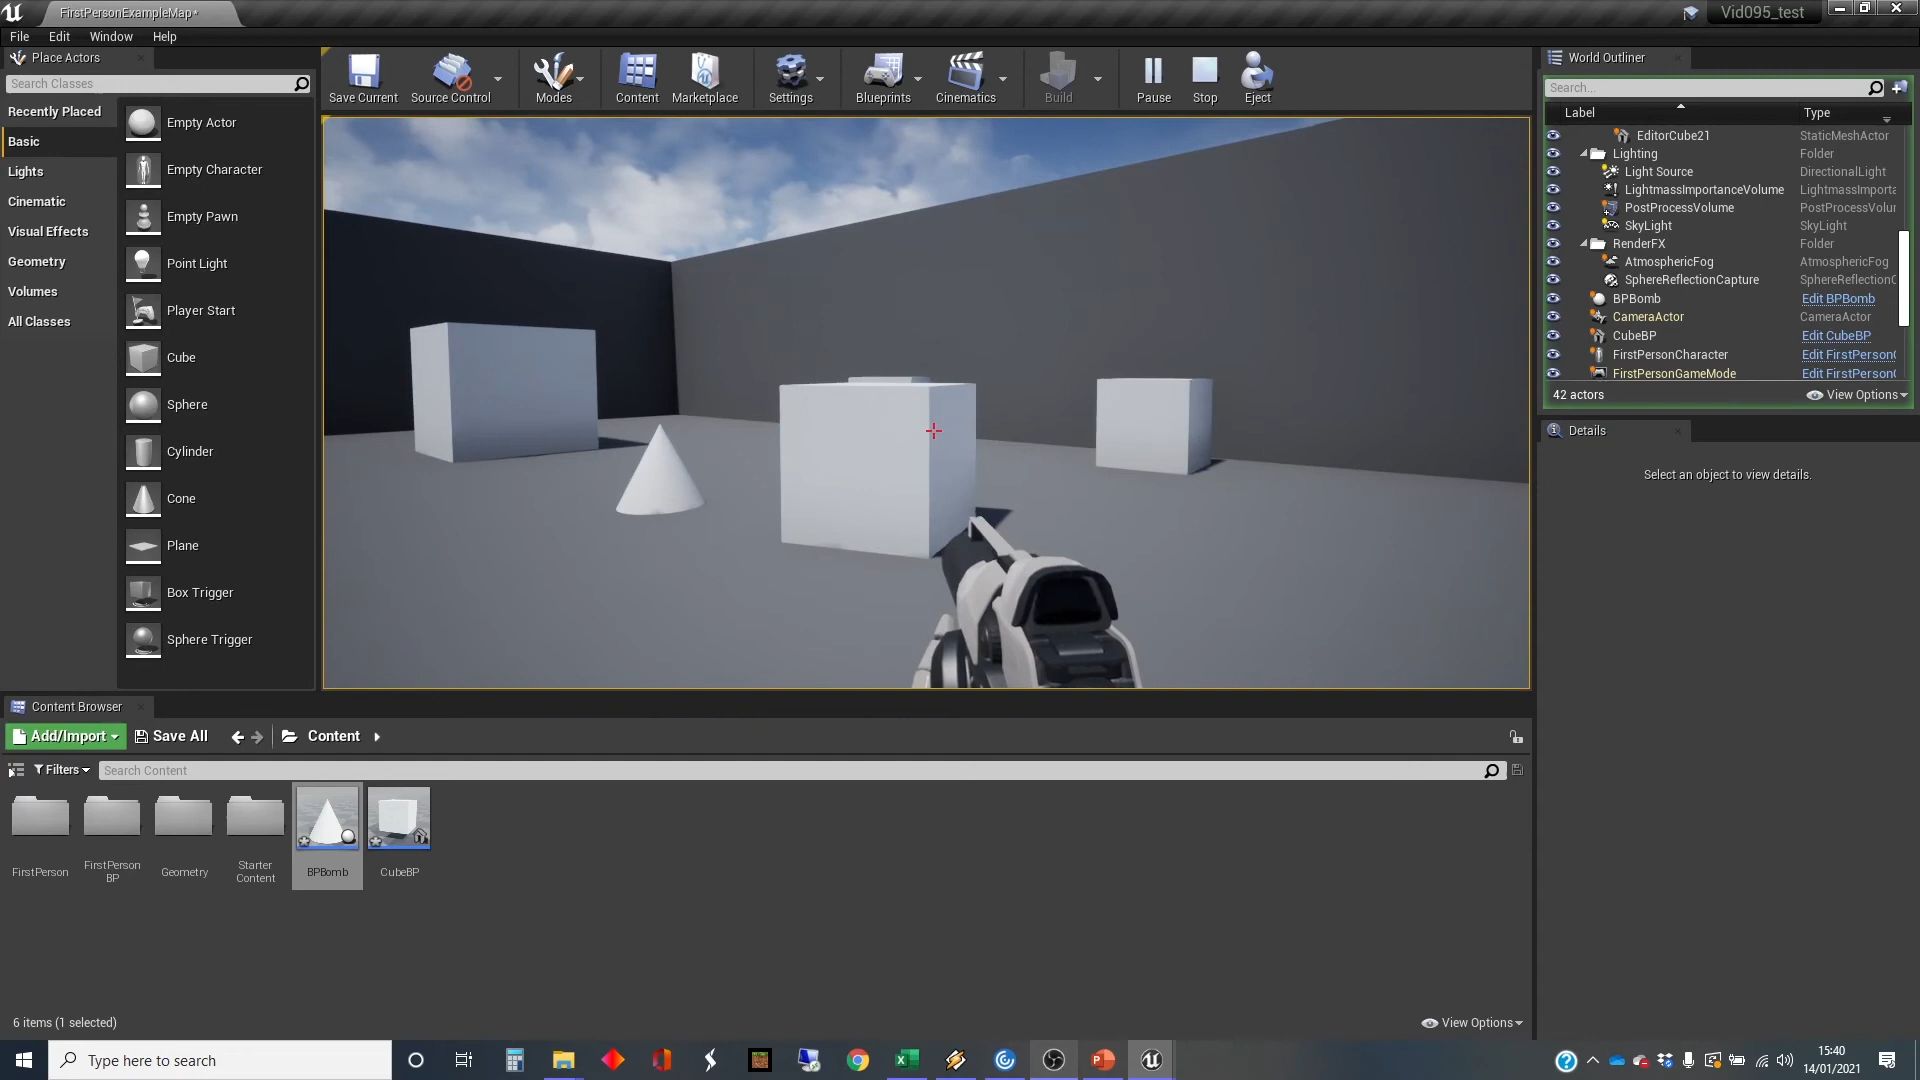 FirstPersonExampleMap*
Vid095_test
File Edit Window Help
Place Actors
Search Classes
Recently Placed
Basic
Lights
Cinematic
Visual Effects
Geometry
Volumes
All Classes
Empty Actor
Empty Character
Empty Pawn
Point Light
Player Start
Cube
Sphere
Cylinder
Cone
Plane
Box Trigger
Sphere Trigger
Save Current
Source Control
Modes
Content
Marketplace
Settings
Blueprints
Cinematics
Build
Pause
Stop
Eject
World Outliner
Search...
Label Type
EditorCube21 StaticMeshActor
Lighting Folder
Light Source DirectionalLight
LightmassImportanceVolume LightmassImporta
PostProcessVolume PostProcessVolur
SkyLight SkyLight
RenderFX Folder
AtmosphericFog AtmosphericFog
SphereReflectionCapture SphereReflectionC
BPBomb Edit BPBomb
CameraActor CameraActor
CubeBP Edit CubeBP
FirstPersonCharacter Edit FirstPersonC
FirstPersonGameMode Edit FirstPersonC
42 actors View Options
Details
Select an object to view details.
Content Browser
Add/Import Save All Content
Filters Search Content
FirstPerson
FirstPerson
BP
Geometry
Starter
Content
BPBomb
CubeBP
6 items (1 selected) View Options
Type here to search
15:40
14/01/2021